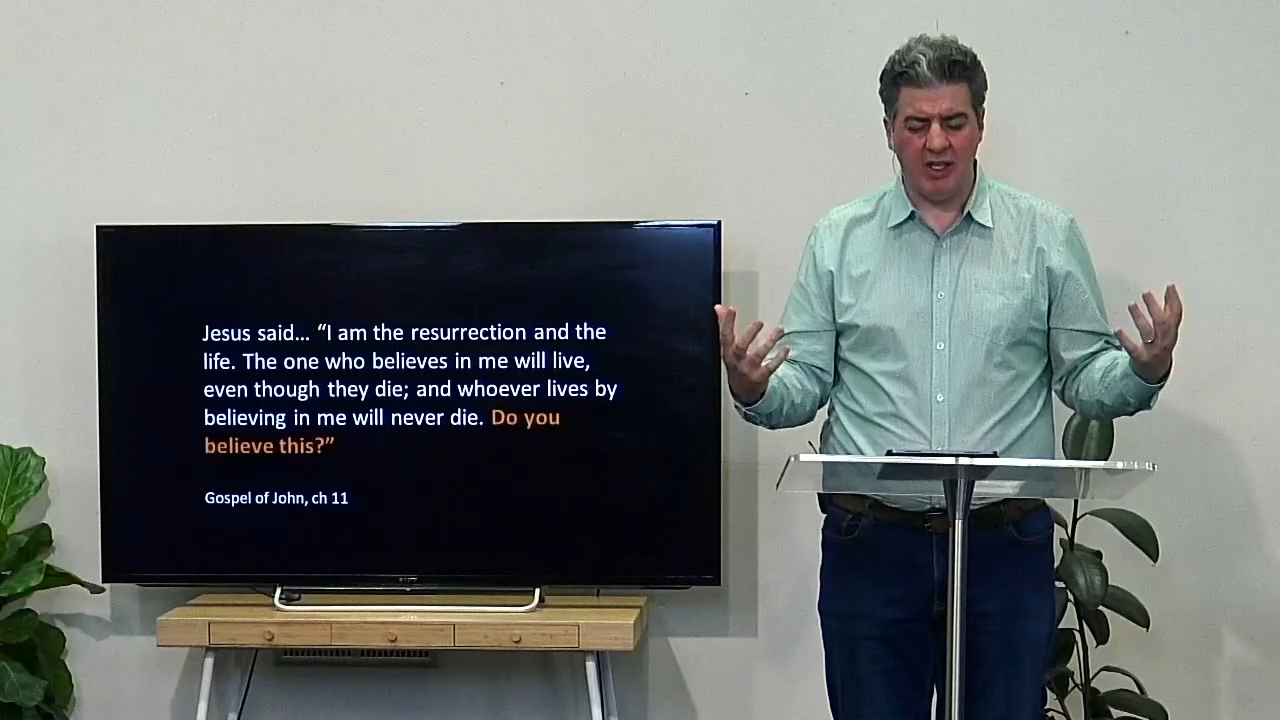 Jesus said… “I am the resurrection and the
life. The one who believes in me will live,
even though they die; and whoever lives by
believing in me will never die. Do you
believe this?”
Gospel of John, ch 11